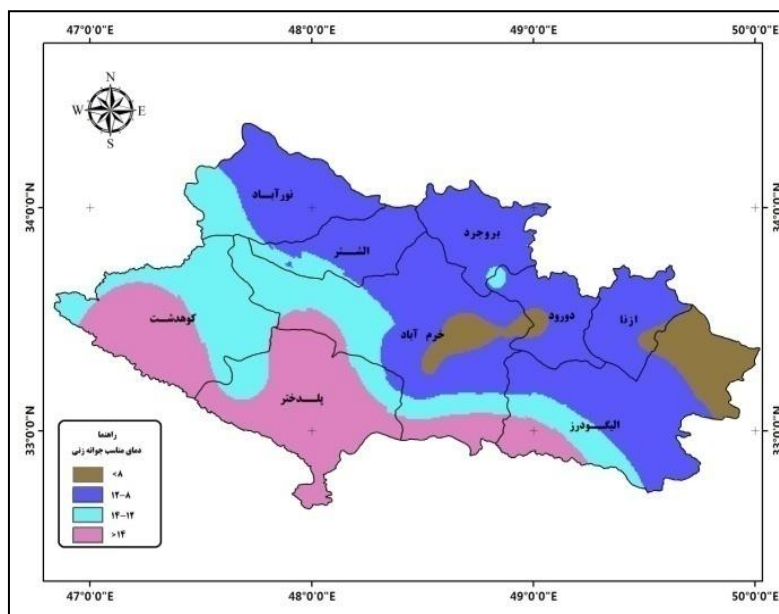 47°0'0"E 48°0'0"E 49°0'0"E 50°0'0"E
N
W E
S
34°0'0"N 34°0'0"N
نورآباد
بروجرد
الشتر
ازنا
دورود
خرم آباد
کوهدشت
پلدختر
الیگودرز
33°0'0"N 33°0'0"N
راهنما
دمای مناسب جوانه زنی
<۸
۱۲-۸
۱۴-۱۲
>۱۴
47°0'0"E 48°0'0"E 49°0'0"E 50°0'0"E